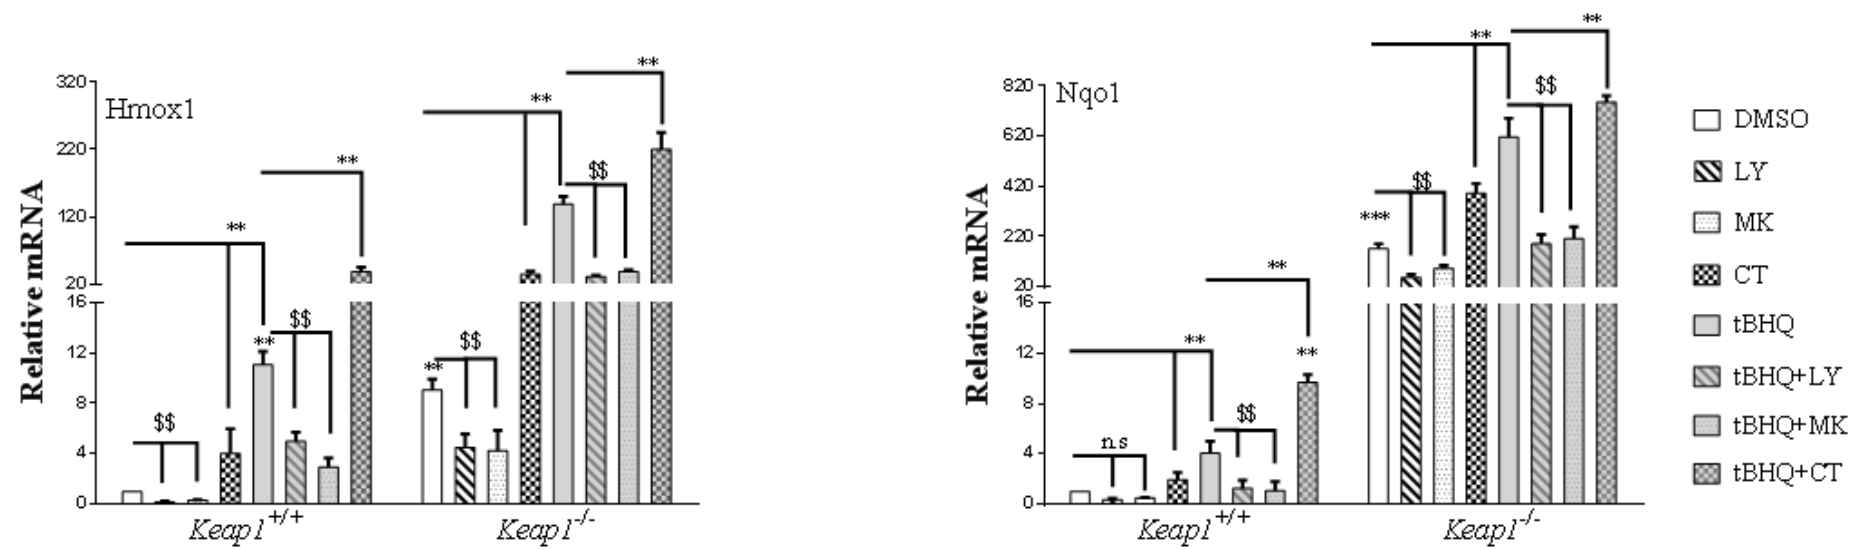 Hmox1
Relative mRNA
320
220
120
20
16
12
8
4
0
$$
**
**
$$
**
**
$$
**
$$
**
Keap1+/+
Keap1-/-
Nqo1
Relative mRNA
820
620
420
220
20
16
12
8
4
0
ns
**
$$
**
**
***
$$
**
$$
**
Keap1+/+
Keap1-/-
DMSO
LY
MK
CT
tBHQ
tBHQ+LY
tBHQ+MK
tBHQ+CT